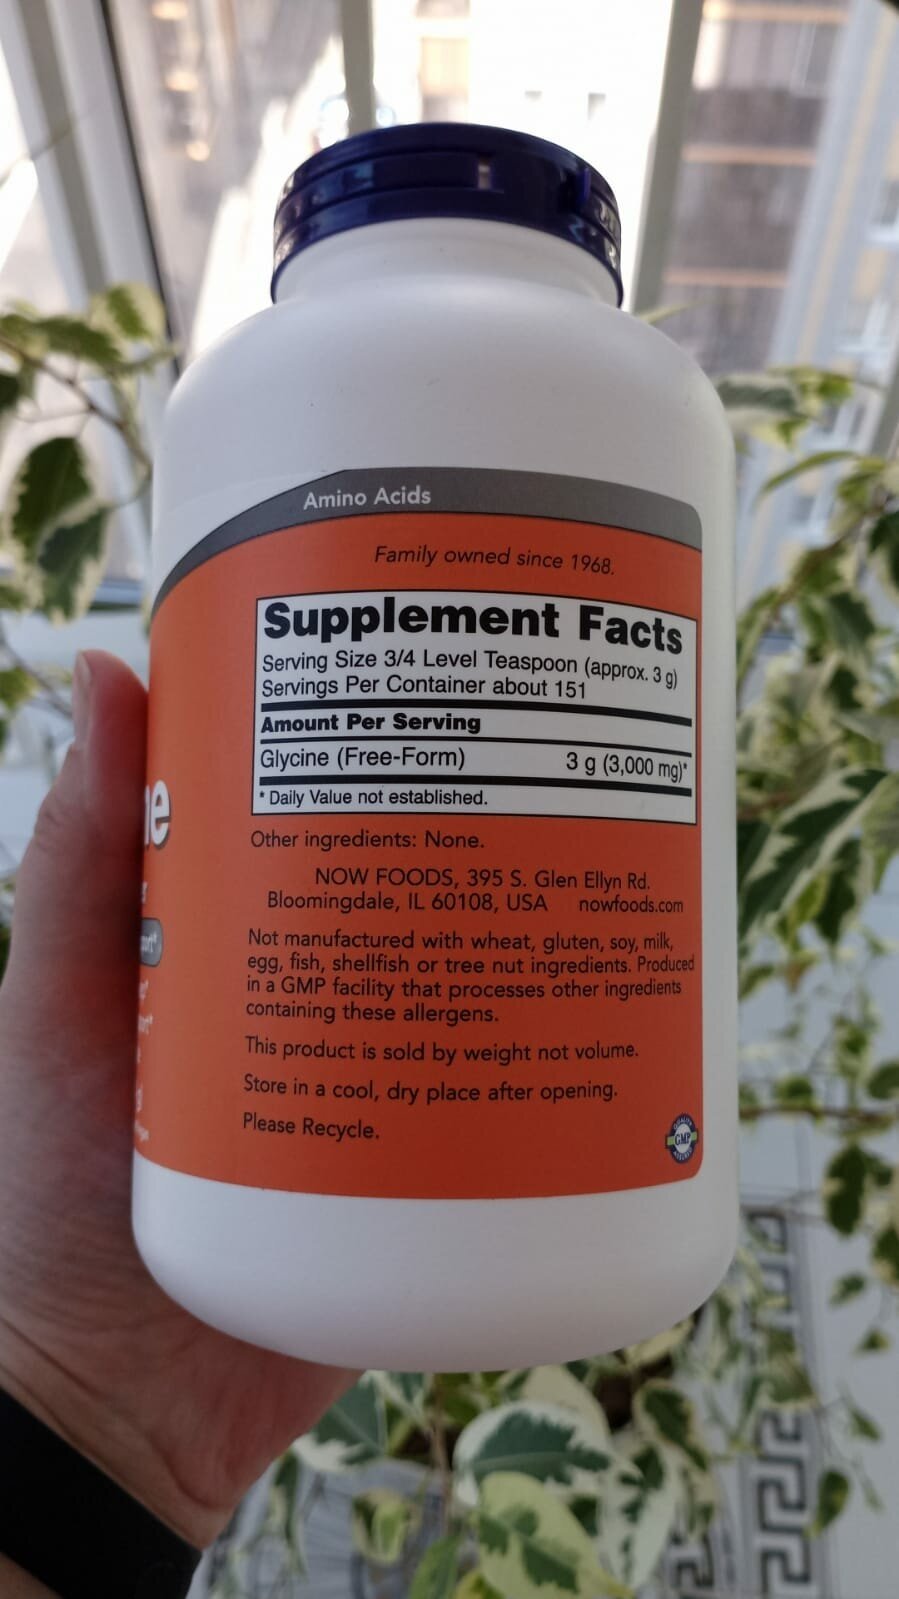 Amino Acids
Family owned since 1968.
Supplement Facts
Serving Size 3/4 Level Teaspoon (approx. 3 g)
Servings Per Container about 151
Amount Per Serving
Glycine (Free-Form) 3 g (3,000 mg)*
* Daily Value not established.
Other ingredients: None.
NOW FOODS, 395 S. Glen Ellyn Rd.
Bloomingdale, IL 60108, USA nowfoods.com
Not manufactured with wheat, gluten, soy, milk,
egg, fish, shellfish or tree nut ingredients. Produced
in a GMP facility that processes other ingredients
containing these allergens.
This product is sold by weight not volume.
Store in a cool, dry place after opening.
Please Recycle.
QUALITY
GMP
ASSURED